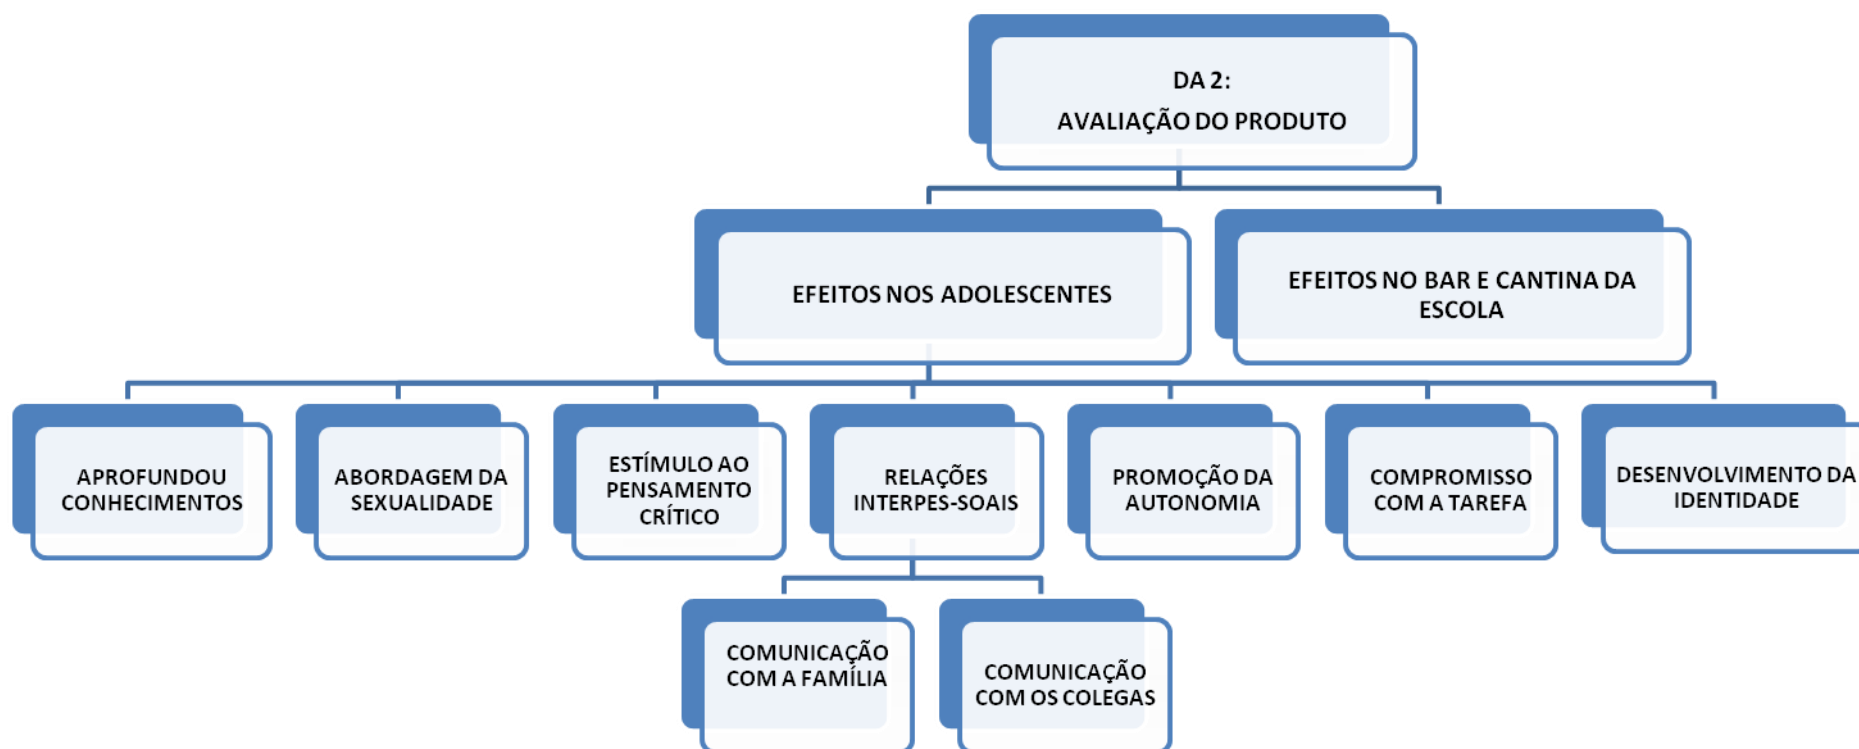 DA 2:
AVALIAÇÃO DO PRODUTO
EFEITOS NOS ADOLESCENTES
EFEITOS NO BAR E CANTINA DA
ESCOLA
APROFUNDOU
CONHECIMENTOS
ABORDAGEM DA
SEXUALIDADE
ESTÍMULO AO
PENSAMENTO
CRÍTICO
RELAÇÕES
INTERPES-SOAIS
PROMOÇÃO DA
AUTONOMIA
COMPROMISSO
COM A TAREFA
DESENVOLVIMENTO DA
IDENTIDADE
COMUNICAÇÃO
COM A FAMÍLIA
COMUNICAÇÃO
COM OS COLEGAS